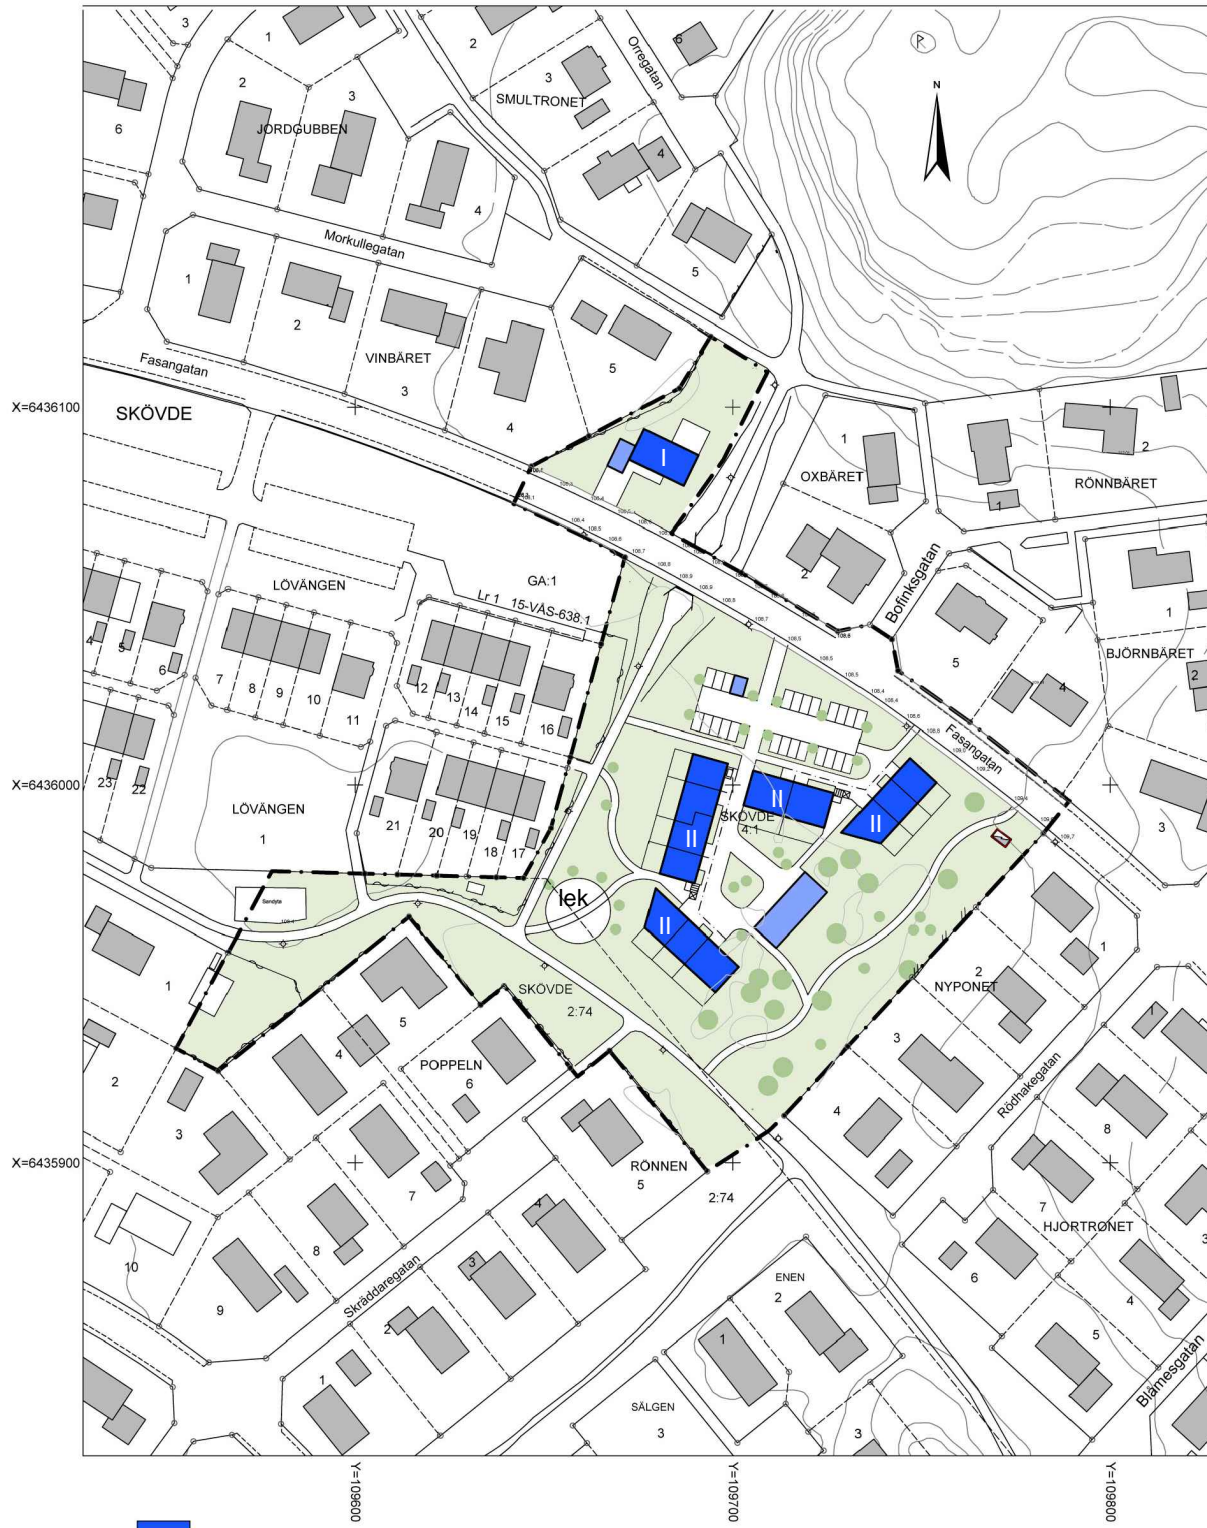 3
1
2
3
JORDGUBBEN
6
4
2
3
SMULTRONET
Orregatan
6
4
5
R
N
Morkullegatan
1
2
VINBÄRET
3
4
5
Fasangatan
X=6436100
SKÖVDE
I
1
OXBÄRET
2
Bofinksgatan
2
RÖNNBÄRET
1
1
BJÖRNBÄRET
2
5
4
3
GA:1
Lr 1 15-VÄS-638.1
LÖVÄNGEN
4
5
6
7
8
9
10
11
12
13
14
15
16
23
22
21
20
19
18
17
X=6436000
LÖVÄNGEN
1
Fasangatan
II
II
II
II
SKÖVDE
4:1
lek
SKÖVDE
2:74
1
2
3
10
4
5
POPPELN
6
7
8
9
NYPONET
1
2
3
4
Rödhakegatan
X=6435900
RÖNNEN
5
2:74
4
3
2
1
Skräddaregatan
ENEN
2
1
3
SÄLGEN
3
1
8
7
HJORTRONET
3
6
4
5
Blåmesgatan
Y=109600
Y=109700
Y=109800